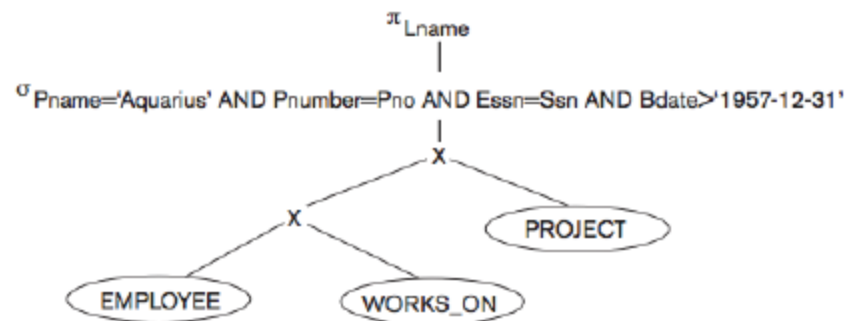 π Lname
σ Pname='Aquarius' AND Pnumber=Pno AND Essn=Ssn AND Bdate>'1957-12-31'
X
X
PROJECT
EMPLOYEE
WORKS_ON